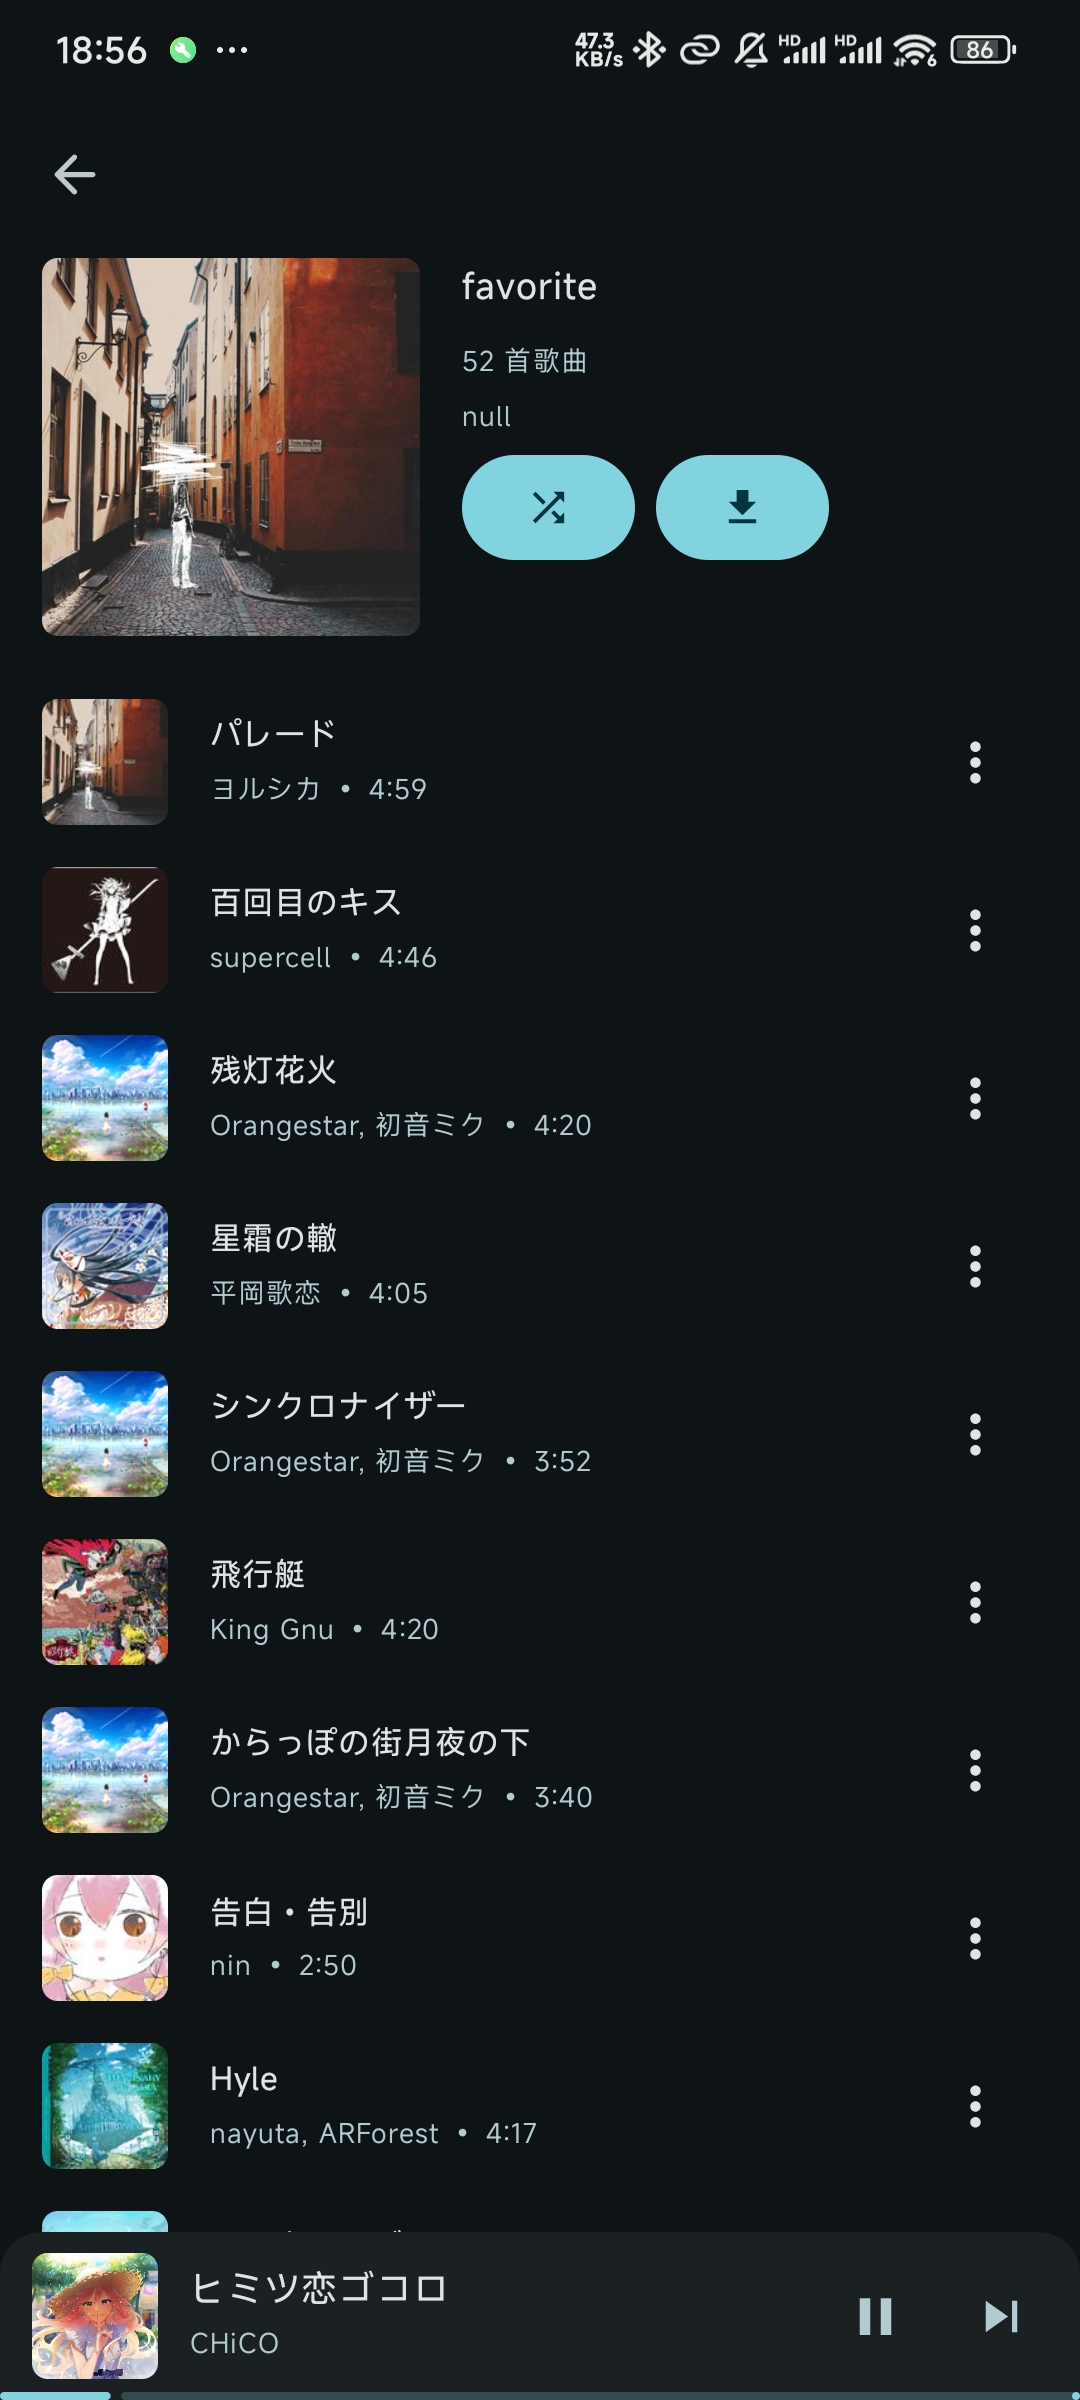 18:56
47.3
KB/s
HD
HD
6
86
favorite
52 首歌曲
null
パレード
ヨルシカ • 4:59
百回目のキス
supercell • 4:46
残灯花火
Orangestar, 初音ミク • 4:20
星霜の轍
平岡歌恋 • 4:05
シンクロナイザー
Orangestar, 初音ミク • 3:52
飛行艇
King Gnu • 4:20
からっぽの街月夜の下
Orangestar, 初音ミク • 3:40
告白・告別
nin • 2:50
Hyle
nayuta, ARForest • 4:17
ヒミツ恋ゴコロ
CHiCO